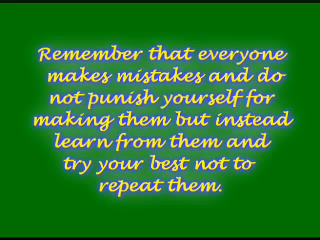 Remember that everyone
makes mistakes and do
not punish yourself for
making them but instead
learn from them and
try your best not to
repeat them.